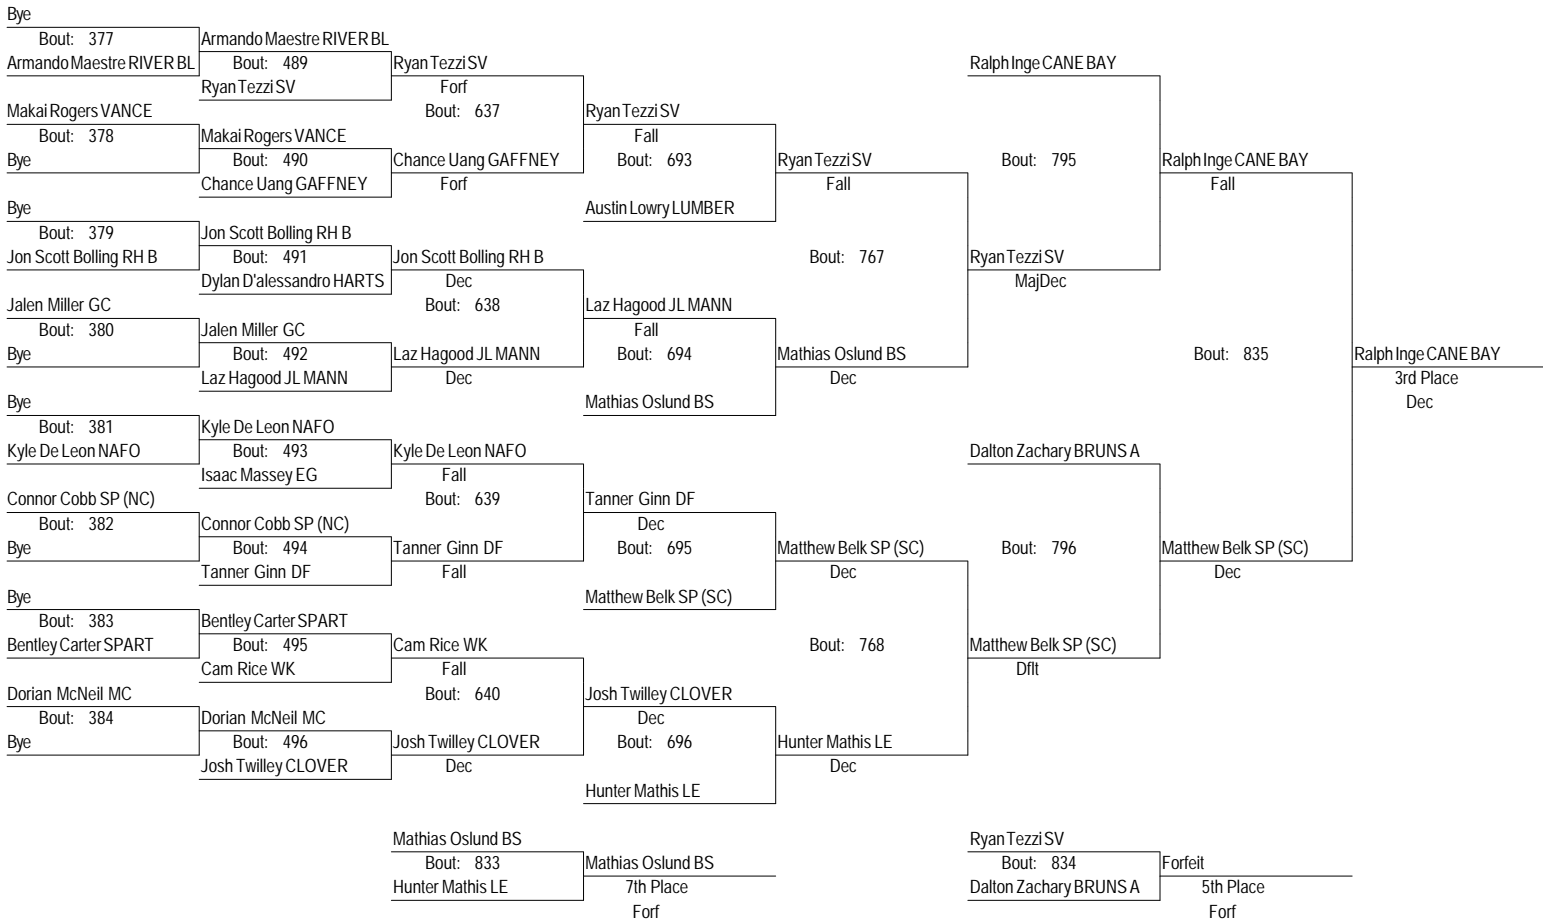 Bye
Bout: 377
Armando Maestre RIVER BL
Makai Rogers VANCE
Bout: 378
Bye
Bye
Bout: 379
Jon Scott Bolling RH B
Jalen Miller GC
Bout: 380
Bye
Bye
Bout: 381
Kyle De Leon NAFO
Connor Cobb SP (NC)
Bout: 382
Bye
Bye
Bout: 383
Bentley Carter SPART
Dorian McNeil MC
Bout: 384
Bye
Armando Maestre RIVER BL
Bout: 489
Ryan Tezzi SV
Makai Rogers VANCE
Bout: 490
Chance Uang GAFFNEY
Jon Scott Bolling RH B
Bout: 491
Dylan D'alessandro HARTS
Jalen Miller GC
Bout: 492
Laz Hagood JL MANN
Kyle De Leon NAFO
Bout: 493
Isaac Massey EG
Connor Cobb SP (NC)
Bout: 494
Tanner Ginn DF
Bentley Carter SPART
Bout: 495
Cam Rice WK
Dorian McNeil MC
Bout: 496
Josh Twilley CLOVER
Ryan Tezzi SV
Forf
Bout: 637
Chance Uang GAFFNEY
Forf
Jon Scott Bolling RH B
Dec
Bout: 638
Laz Hagood JL MANN
Dec
Kyle De Leon NAFO
Fall
Bout: 639
Tanner Ginn DF
Fall
Cam Rice WK
Fall
Bout: 640
Josh Twilley CLOVER
Dec
Ryan Tezzi SV
Fall
Bout: 693
Austin Lowry LUMBER
Laz Hagood JL MANN
Fall
Bout: 694
Mathias Oslund BS
Tanner Ginn DF
Dec
Bout: 695
Matthew Belk SP (SC)
Josh Twilley CLOVER
Dec
Bout: 696
Hunter Mathis LE
Ryan Tezzi SV
Fall
Bout: 767
Mathias Oslund BS
Dec
Matthew Belk SP (SC)
Dec
Bout: 768
Hunter Mathis LE
Dec
Ralph Inge CANE BAY
Bout: 795
Ryan Tezzi SV
MajDec
Dalton Zachary BRUNS A
Bout: 796
Matthew Belk SP (SC)
Dflt
Ralph Inge CANE BAY
Fall
Bout: 835
Matthew Belk SP (SC)
Dec
Ralph Inge CANE BAY
3rd Place
Dec
Mathias Oslund BS
Bout: 833
Hunter Mathis LE
Mathias Oslund BS
7th Place
Forf
Ryan Tezzi SV
Bout: 834
Dalton Zachary BRUNS A
Forfeit
5th Place
Forf